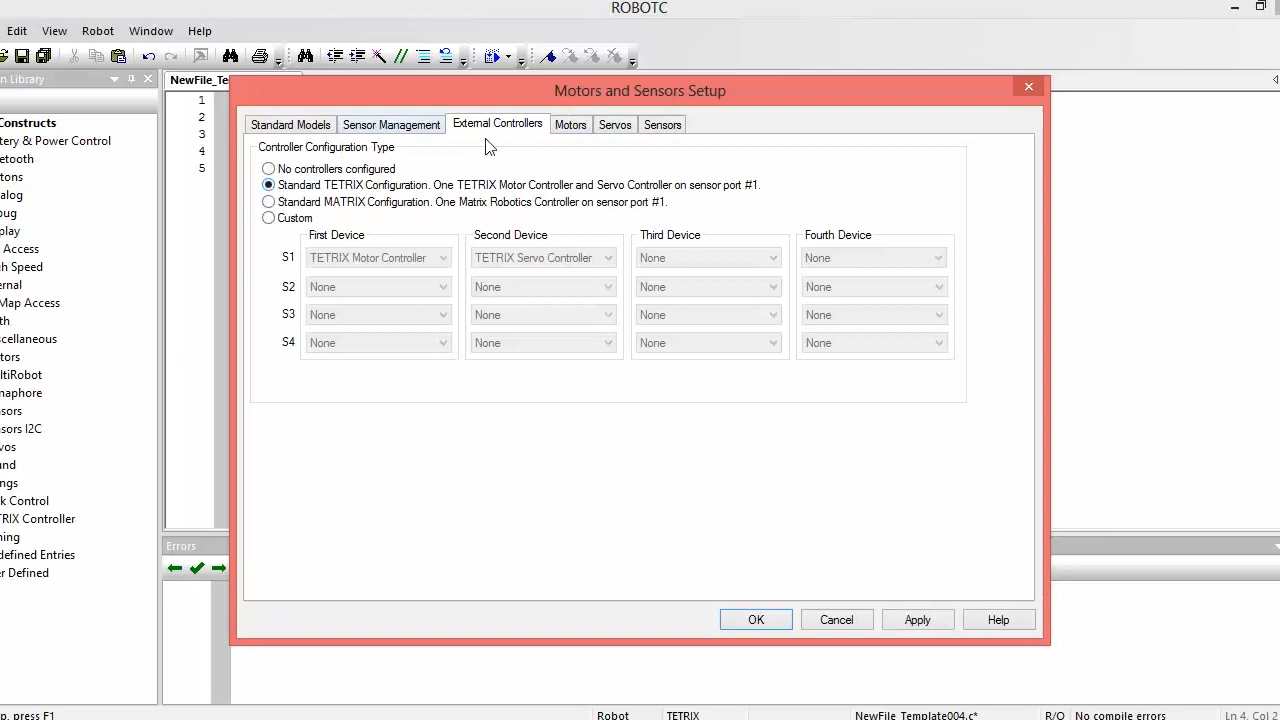 ROBOTC
Edit View Robot Window Help
n Library
NewFile_Te
Motors and Sensors Setup
Standard Models Sensor Management External Controllers Motors Servos Sensors
Controller Configuration Type
No controllers configured
Standard TETRIX Configuration. One TETRIX Motor Controller and Servo Controller on sensor port #1.
Standard MATRIX Configuration. One Matrix Robotics Controller on sensor port #1.
Custom
First Device Second Device Third Device Fourth Device
S1 TETRIX Motor Controller TETRIX Servo Controller None None
S2 None None None None
S3 None None None None
S4 None None None None
OK Cancel Apply Help
1
2
3
4
5
onstructs
tery & Power Control
etooth
tons
alog
bug
play
Access
h Speed
ernal
Map Access
th
scellaneous
tors
ltiRobot
maphore
sors
sors I2C
vos
nd
ngs
k Control
TRIX Controller
ning
defined Entries
er Defined
Errors
p, press F1 Robot TETRIX NewFile_Template004.c* R/O No compile errors Ln 4, Col 2